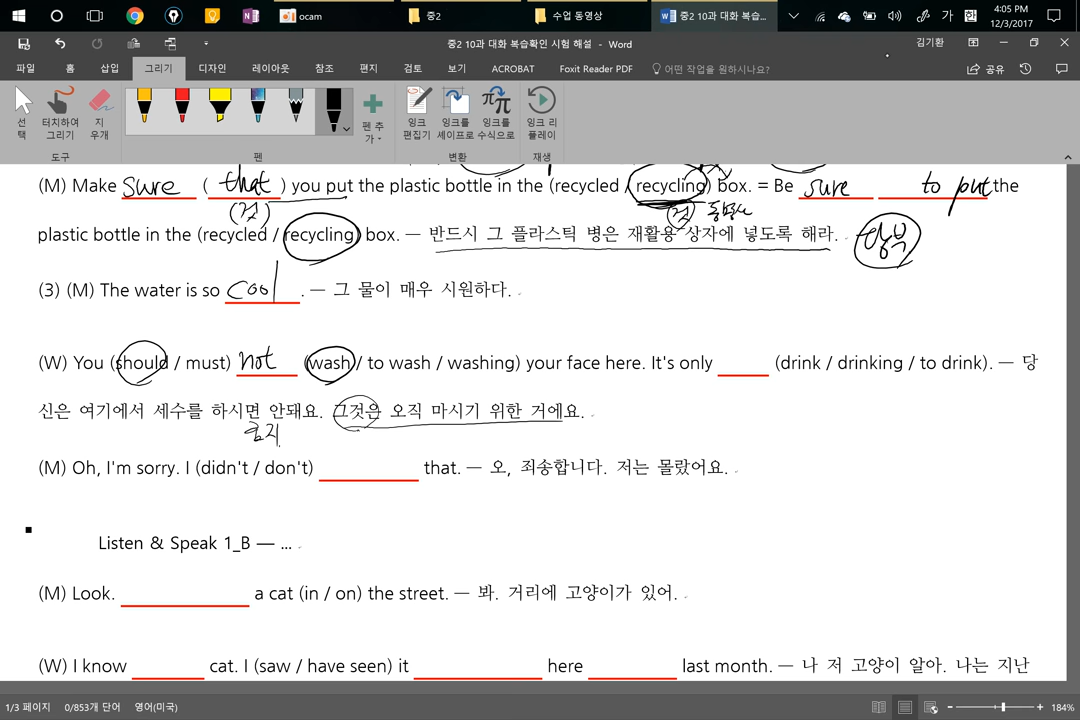 ocam
중2
수업 동영상
중2 10과 대화 복습...
가
한
4:05 PM
12/3/2017
중2 10과 대화 복습확인 시험 해설 - Word
김기환
파일 홈 삽입 그리기 디자인 레이아웃 참조 편지 검토 보기 ACROBAT Foxit Reader PDF 어떤 작업을 원하시나요? 공유
선택
터치하여 그리기
지우개
펜 추가
잉크 편집기
잉크를 셰이프로
잉크를 수식으로
잉크 리플레이
도구 펜 변환 재생
(M) Make sure ( that ) you put the plastic bottle in the (recycled / recycling) box. = Be sure to put the
(것) (것) 동명사
plastic bottle in the (recycled / recycling) box. — 반드시 그 플라스틱 병은 재활용 상자에 넣도록 해라. 당부
(3) (M) The water is so cool . — 그 물이 매우 시원하다.
(W) You (should / must) not (wash / to wash / washing) your face here. It's only (drink / drinking / to drink). — 당
신은 여기에서 세수를 하시면 안돼요. 그것은 오직 마시기 위한 거에요.
금지
(M) Oh, I'm sorry. I (didn't / don't) that. — 오, 죄송합니다. 저는 몰랐어요.
Listen & Speak 1_B — ...
(M) Look. a cat (in / on) the street. — 봐. 거리에 고양이가 있어.
(W) I know cat. I (saw / have seen) it here last month. — 나 저 고양이 알아. 나는 지난
1/3 페이지 0/853개 단어 영어(미국) 184%